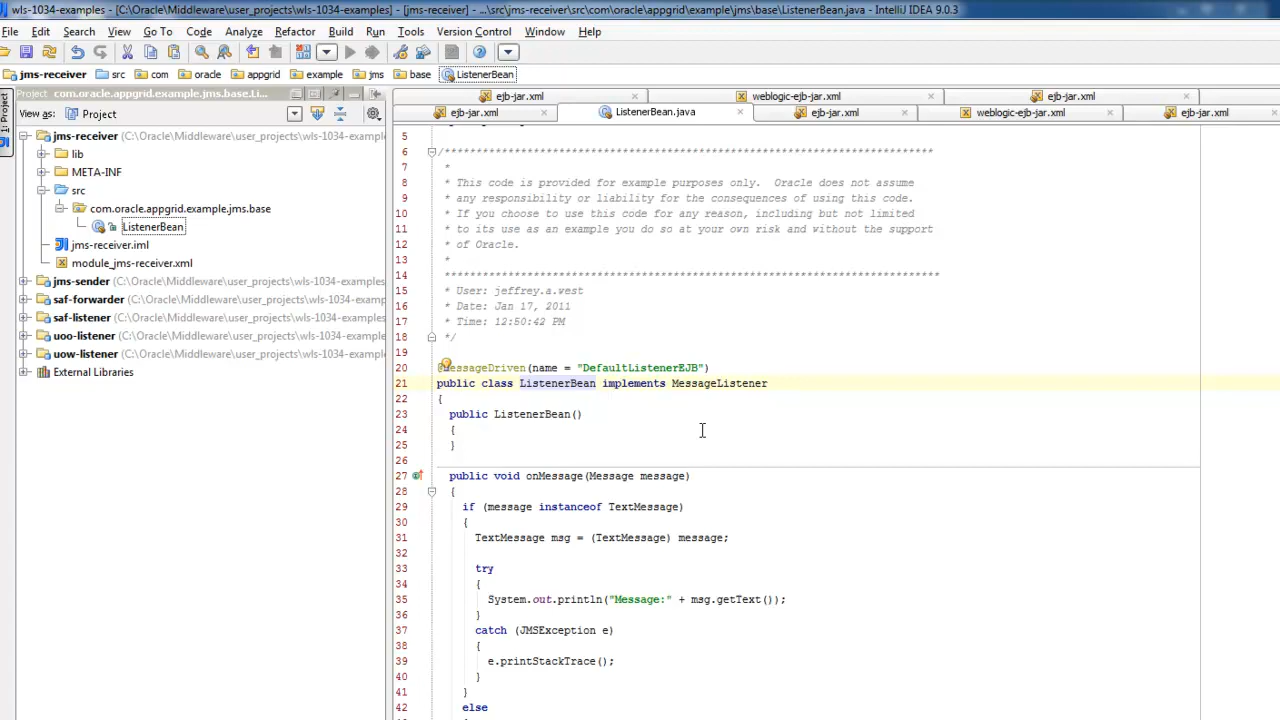 wls-1034-examples - [C:\Oracle\Middleware\user_projects\wls-1034-examples] - [jms-receiver] - ...\src\jms-receiver\src\com\oracle\appgrid\example\jms\base\ListenerBean.java - IntelliJ IDEA 9.0.3
File Edit Search View Go To Code Analyze Refactor Build Run Tools Version Control Window Help
jms-receiver src com oracle appgrid example jms base ListenerBean
Project com.oracle.appgrid.example.jms.base.Li...
1: Project
View as: Project
ejb-jar.xml weblogic-ejb-jar.xml ejb-jar.xml
ejb-jar.xml ListenerBean.java ejb-jar.xml weblogic-ejb-jar.xml ejb-jar.xml
jms-receiver (C:\Oracle\Middleware\user_projects\wls-1034-example
lib
META-INF
src
com.oracle.appgrid.example.jms.base
ListenerBean
jms-receiver.iml
module_jms-receiver.xml
jms-sender (C:\Oracle\Middleware\user_projects\wls-1034-examples
saf-forwarder (C:\Oracle\Middleware\user_projects\wls-1034-examp
saf-listener (C:\Oracle\Middleware\user_projects\wls-1034-examples
uoo-listener (C:\Oracle\Middleware\user_projects\wls-1034-example
uow-listener (C:\Oracle\Middleware\user_projects\wls-1034-example
External Libraries
5
6 /*****************************************************************************
7 *
8 * This code is provided for example purposes only.  Oracle does not assume
9 * any responsibility or liability for the consequences of using this code.
10 * If you choose to use this code for any reason, including but not limited
11 * to its use as an example you do so at your own risk and without the support
12 * of Oracle.
13 *
14 ******************************************************************************
15 * User: jeffrey.a.west
16 * Date: Jan 17, 2011
17 * Time: 12:50:42 PM
18 */
19
20 @MessageDriven(name = "DefaultListenerEJB")
21 public class ListenerBean implements MessageListener
22 {
23 public ListenerBean()
24 {
25 }
26
27 public void onMessage(Message message)
28 {
29 if (message instanceof TextMessage)
30 {
31 TextMessage msg = (TextMessage) message;
32
33 try
34 {
35 System.out.println("Message:" + msg.getText());
36 }
37 catch (JMSException e)
38 {
39 e.printStackTrace();
40 }
41 }
42 else